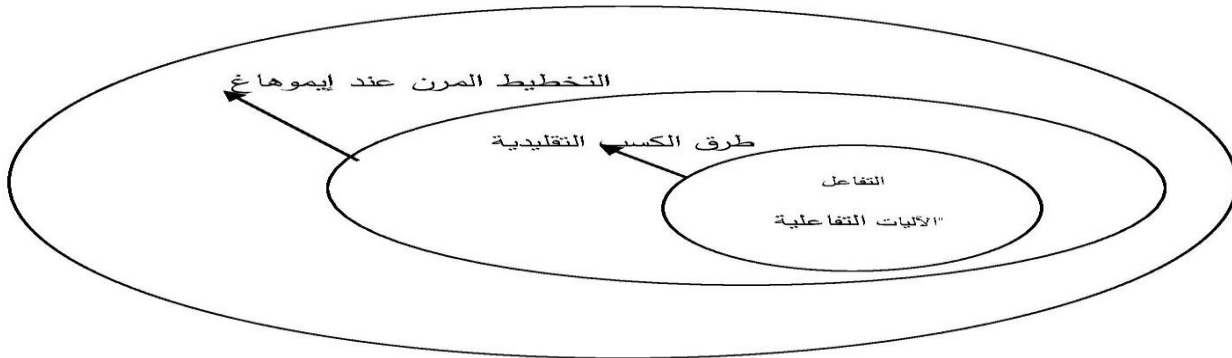 التخطيط المرن عند إيموهاغ
طرق الكسب التقليدية
التفاعل
"الآليات التفاعلية